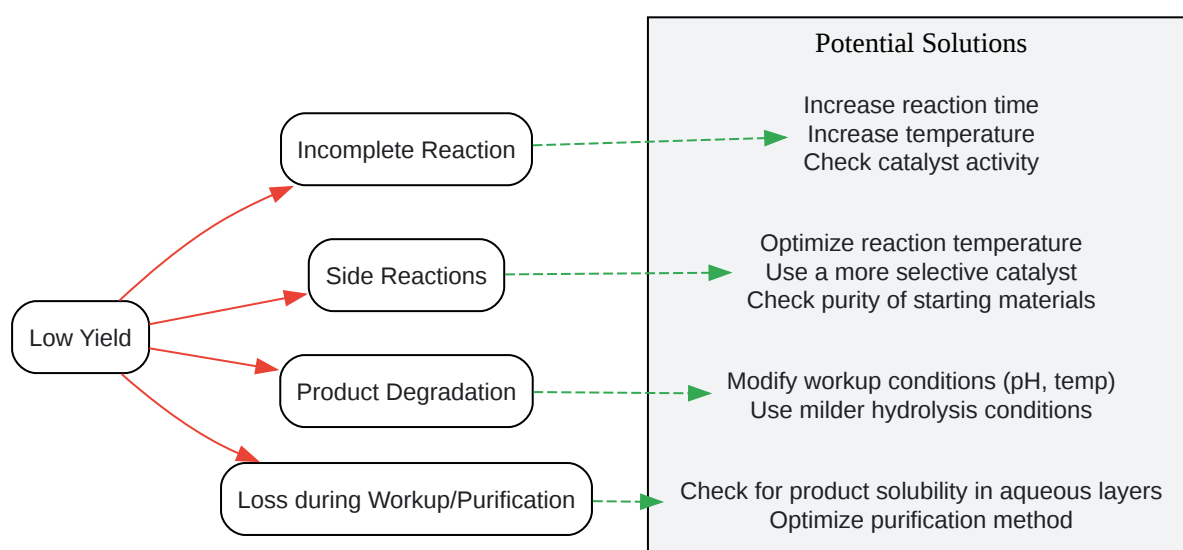 Potential Solutions
Incomplete Reaction
Increase reaction time
Increase temperature
Check catalyst activity
Side Reactions
Optimize reaction temperature
Use a more selective catalyst
Check purity of starting materials
Low Yield
Product Degradation
Modify workup conditions (pH, temp)
Use milder hydrolysis conditions
Loss during Workup/Purification
Check for product solubility in aqueous layers
Optimize purification method